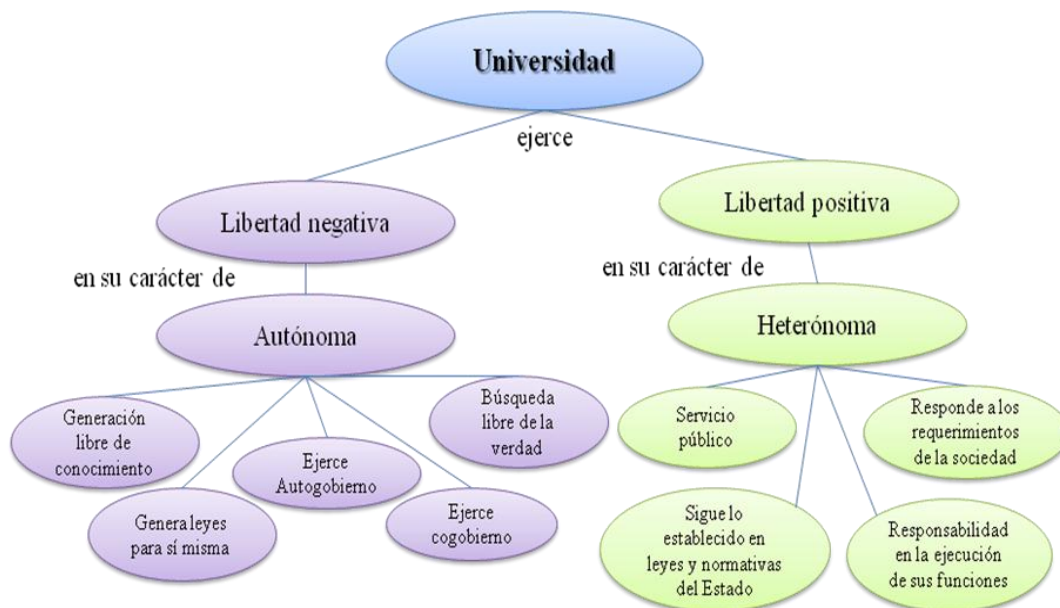 Universidad
ejerce
Libertad negativa
Libertad positiva
en su carácter de
en su carácter de
Autónoma
Heterónoma
Generación
libre de
conocimiento
Genera leyes
para sí misma
Ejerce
Autogobierno
Ejerce
cogobierno
Búsqueda
libre de la
verdad
Servicio
público
Sigue lo
establecido en
leyes y normativas
del Estado
Responsabilidad
en la ejecución
de sus funciones
Responde a los
requerimientos
de la sociedad